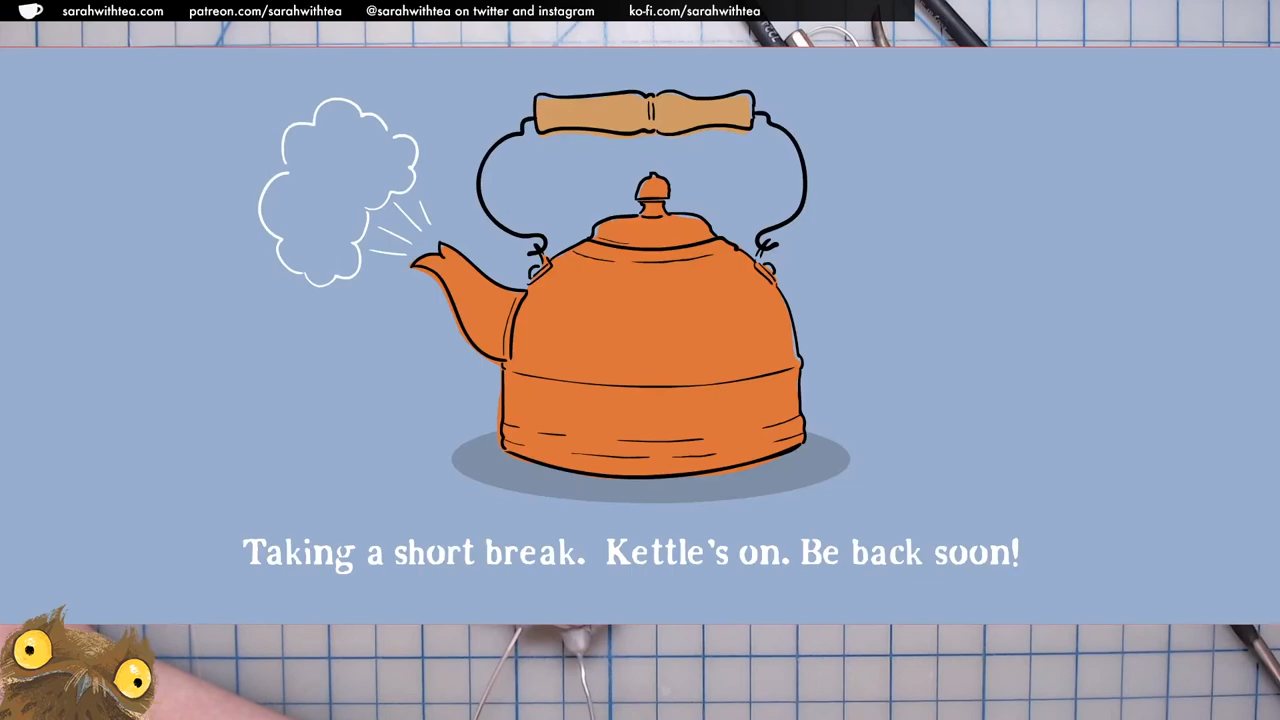 sarahwithtea.com patreon.com/sarahwithtea @sarahwithtea on twitter and instagram ko-fi.com/sarahwithtea
Taking a short break. Kettle's on. Be back soon!